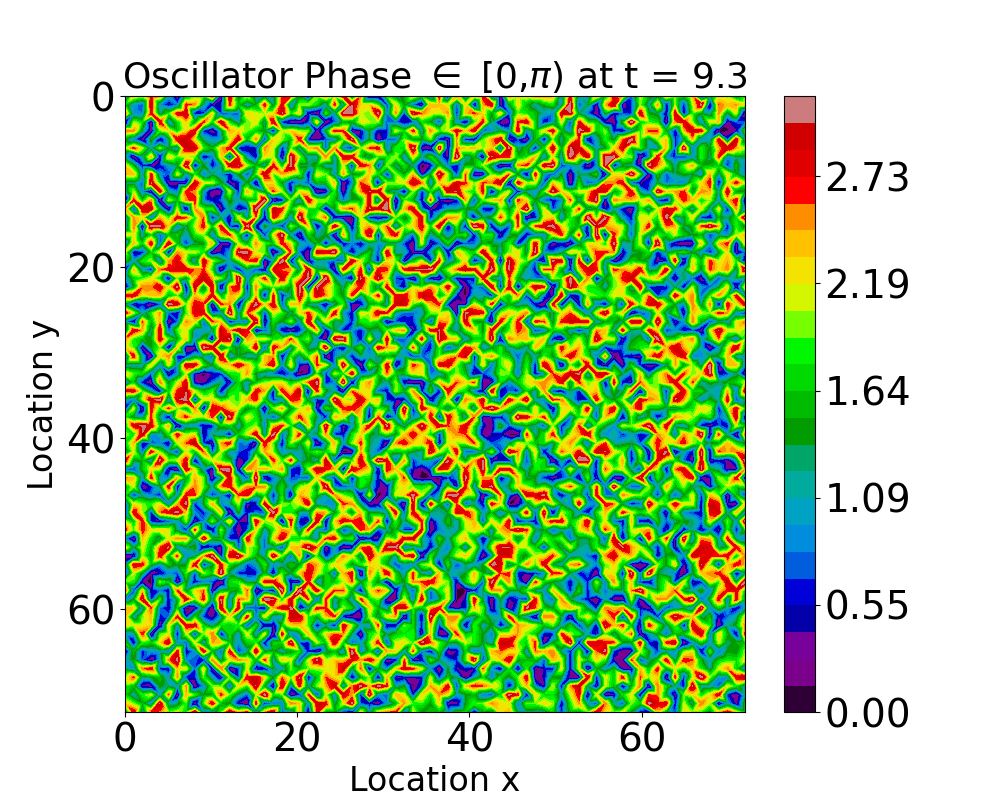 Oscillator Phase ∈ [0,π) at t = 9.3
0
20
40
60
Location y
0 20 40 60
Location x
2.73
2.19
1.64
1.09
0.55
0.00